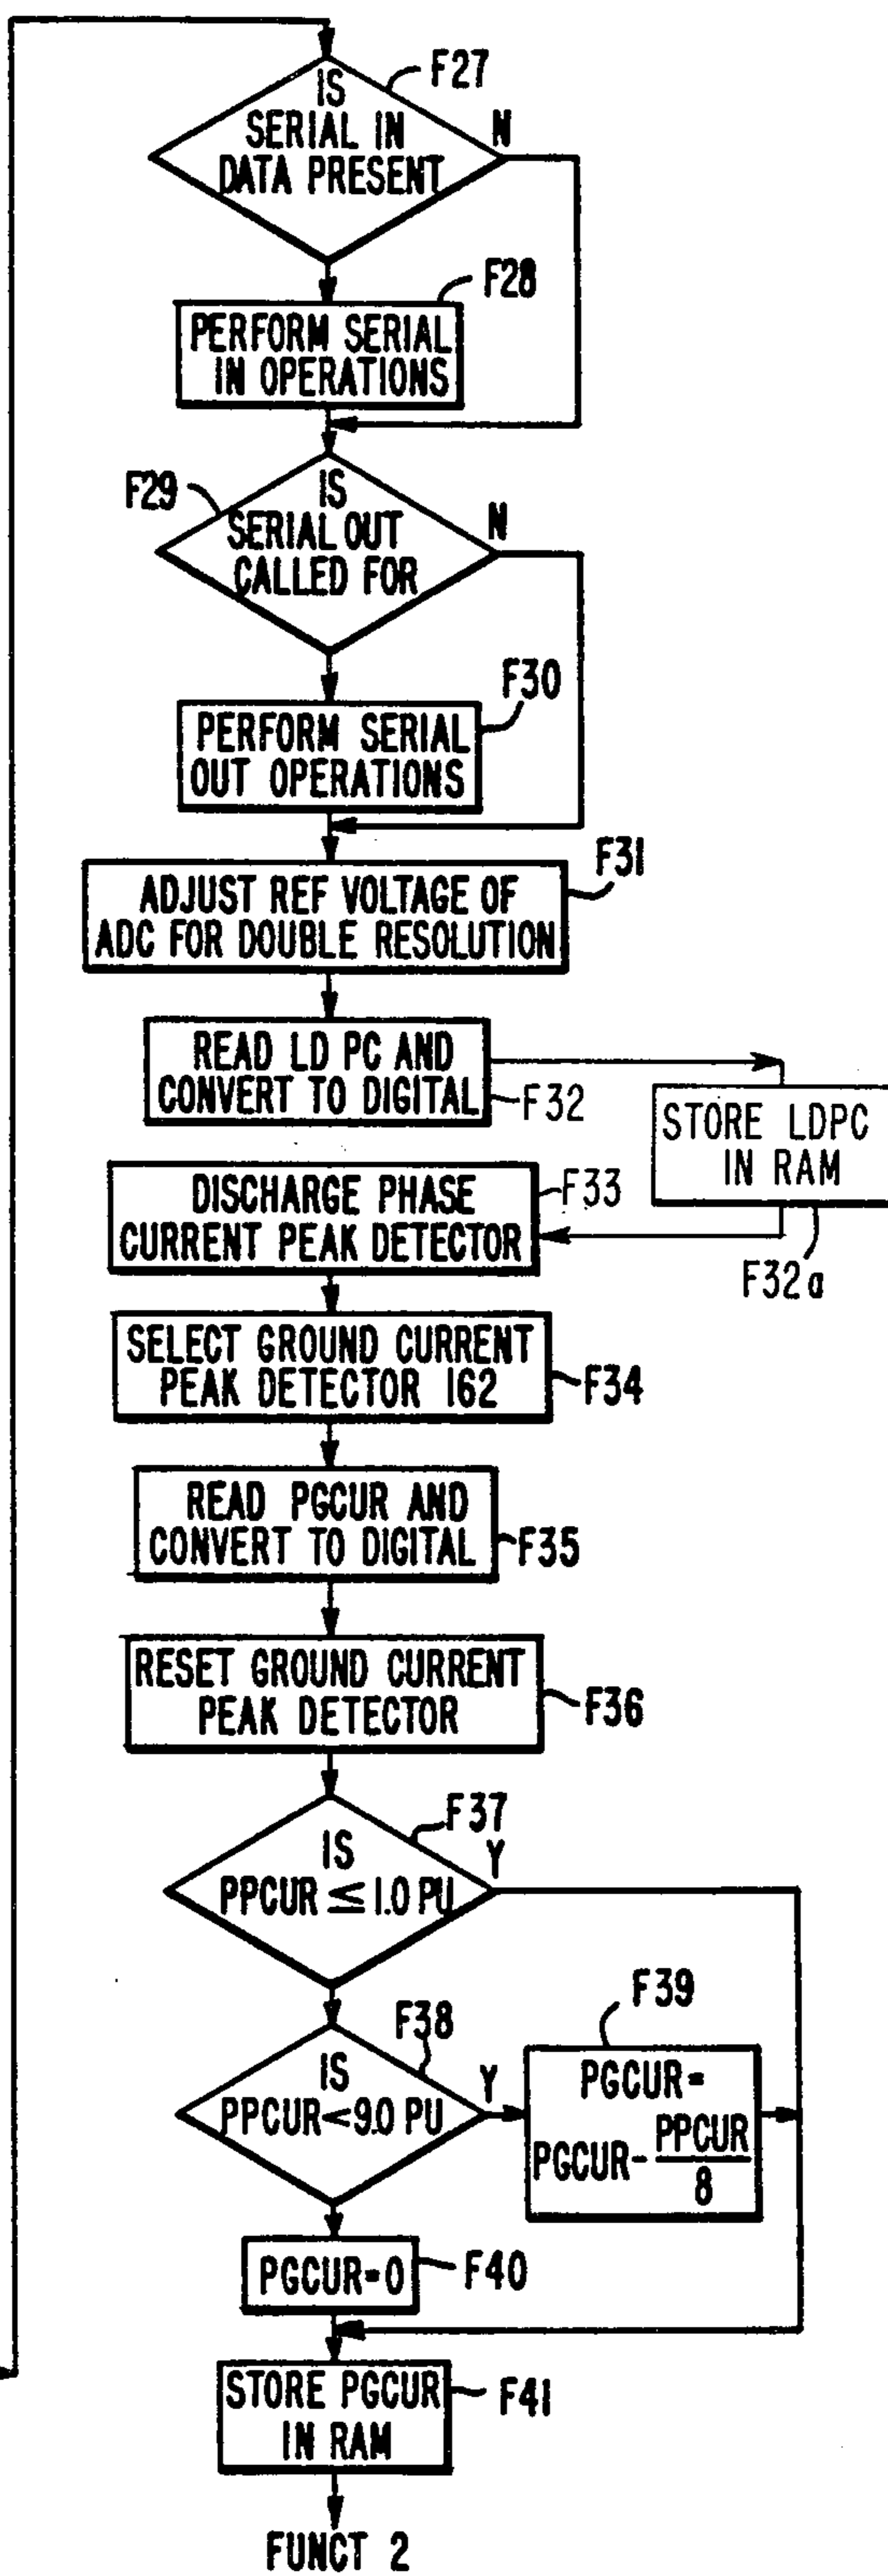 F27
IS
SERIAL IN
DATA PRESENT
N
F28
PERFORM SERIAL
IN OPERATIONS
F29
IS
SERIAL OUT
CALLED FOR
N
F30
PERFORM SERIAL
OUT OPERATIONS
F31
ADJUST REF VOLTAGE OF
ADC FOR DOUBLE RESOLUTION
READ LD PC AND
CONVERT TO DIGITAL
F32
STORE LDPC
IN RAM
F32a
DISCHARGE PHASE
CURRENT PEAK DETECTOR
F33
SELECT GROUND CURRENT
PEAK DETECTOR 162
F34
READ PGCUR AND
CONVERT TO DIGITAL
F35
RESET GROUND CURRENT
PEAK DETECTOR
F36
F37
IS
PPCUR ≤ 1.0 PU
Y
F38
IS
PPCUR < 9.0 PU
Y
F39
PGCUR =
PGCUR - PPCUR
8
PGCUR = 0
F40
STORE PGCUR
IN RAM
F41
FUNCT 2